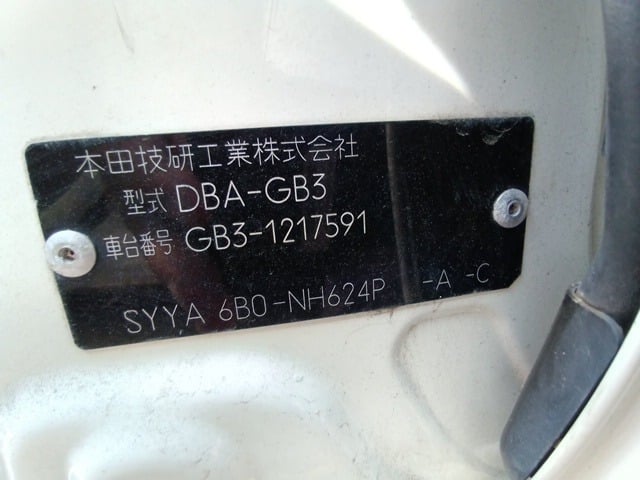 本田技研工業株式会社
型式 DBA-GB3
車台番号 GB3-1217591
SYYA 6B0-NH624P -A -C